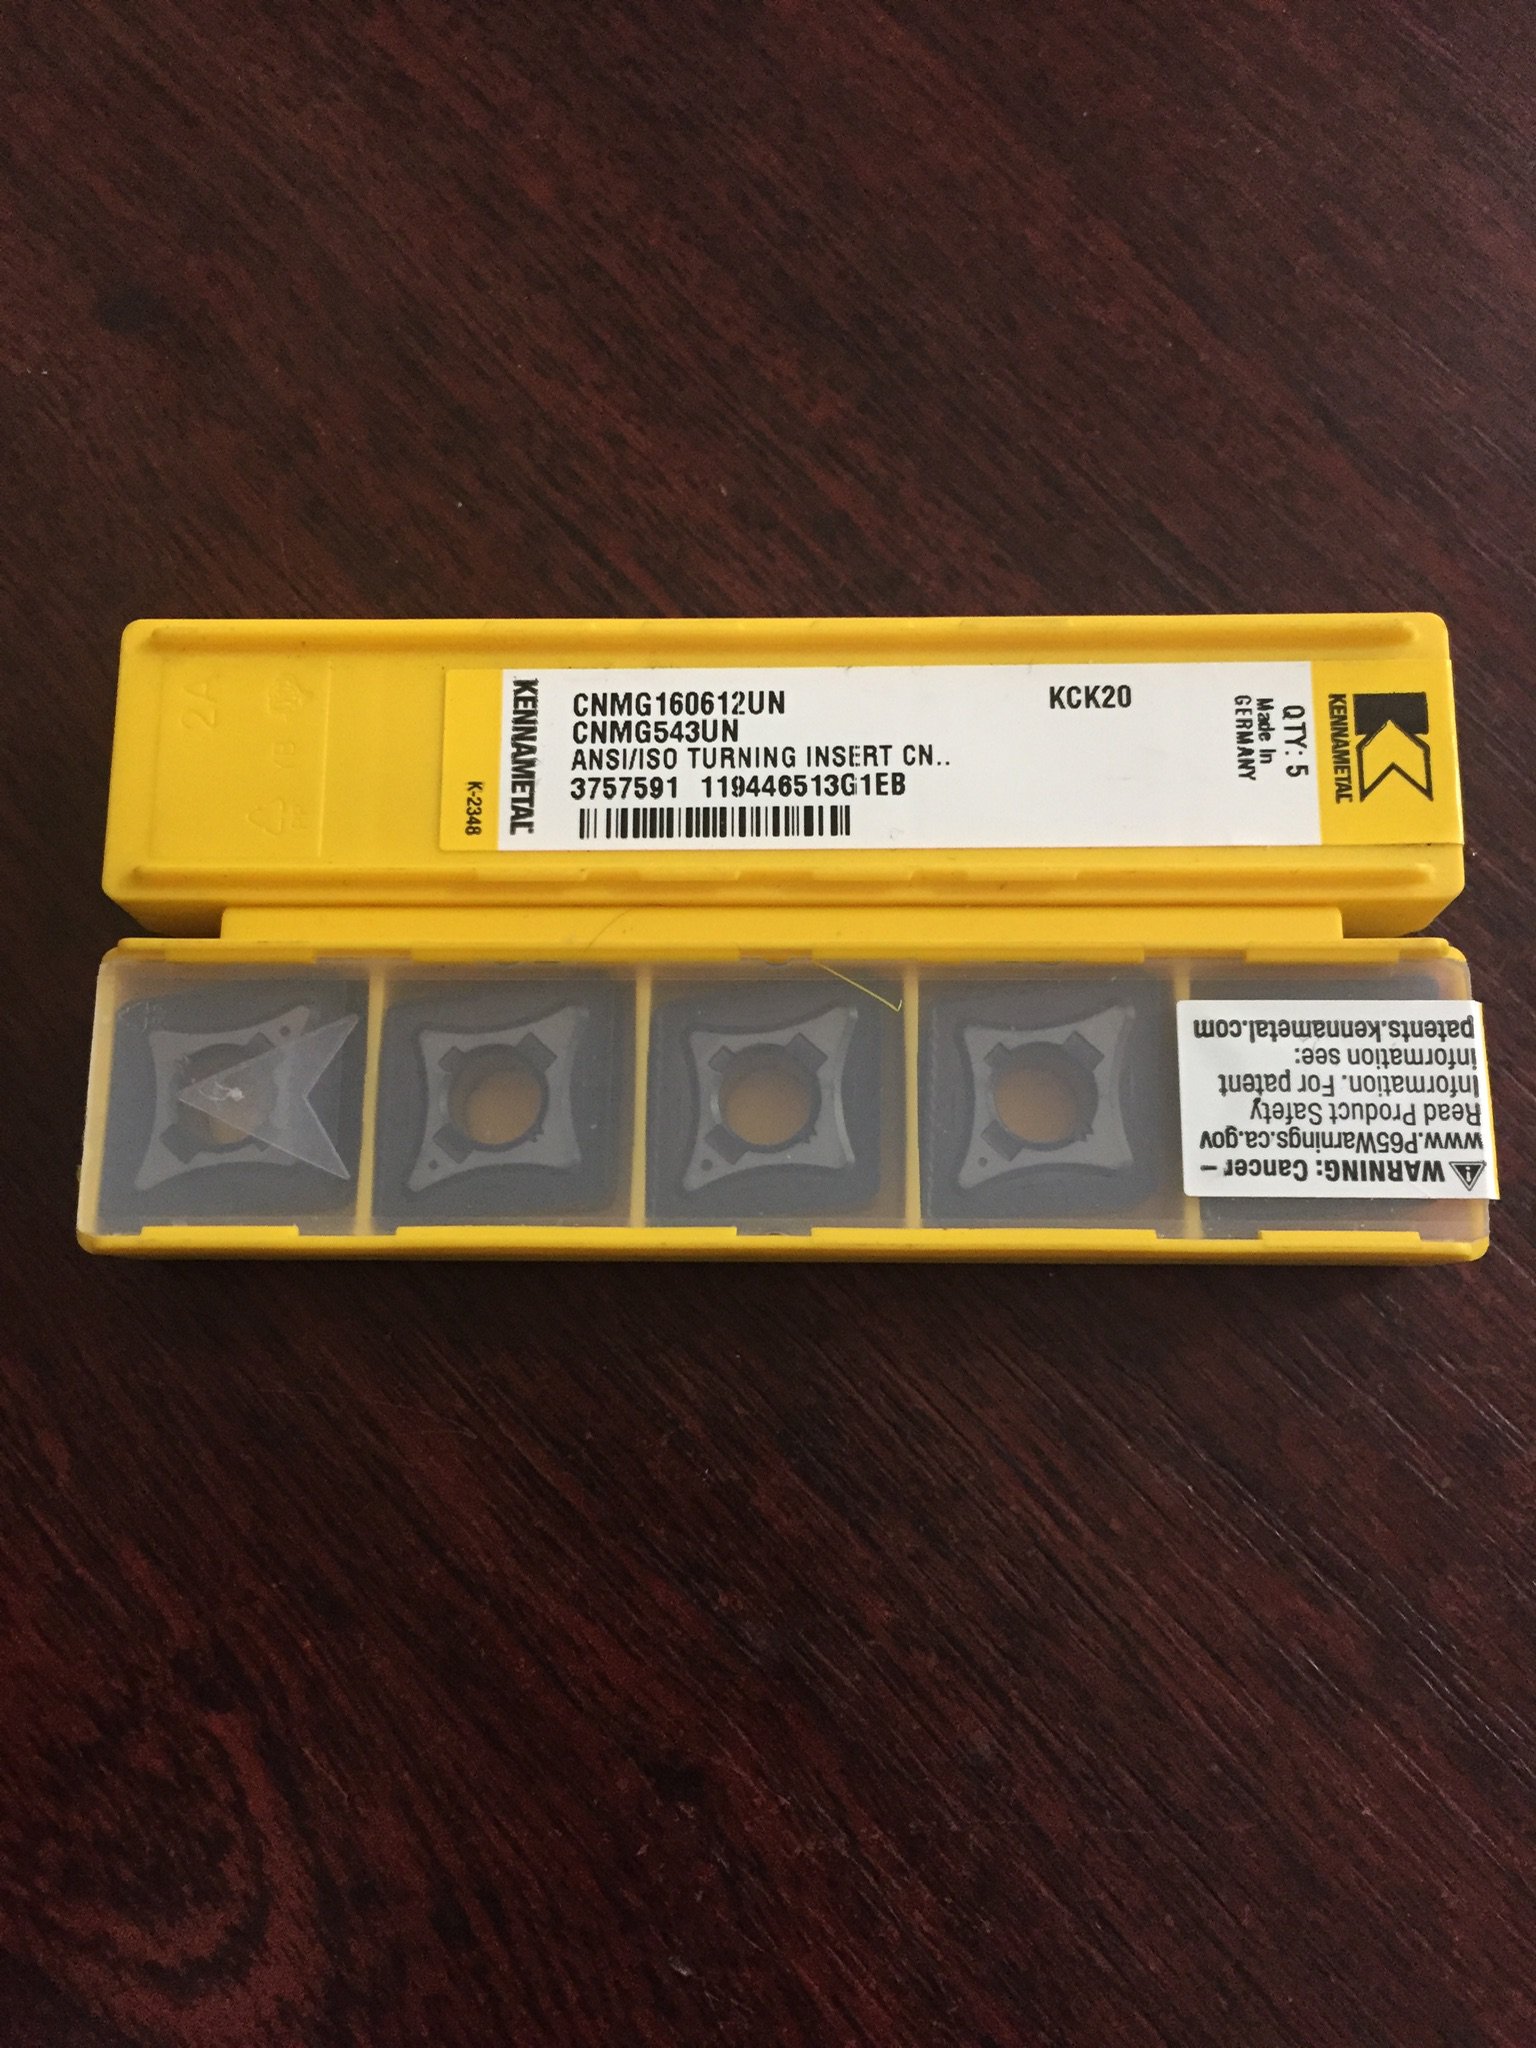 CNMG160612UN
KCK20
CNMG543UN
ANSI/ISO TURNING INSERT CN..
3757591 119446513G1EB
KENNAMETAL
K-2348
QTY: 5
Made In
GERMANY
KENNAMETAL
2A
WARNING: Cancer –
www.P65Warnings.ca.gov
Read Product Safety
Information. For patent
information see:
patents.kennametal.com